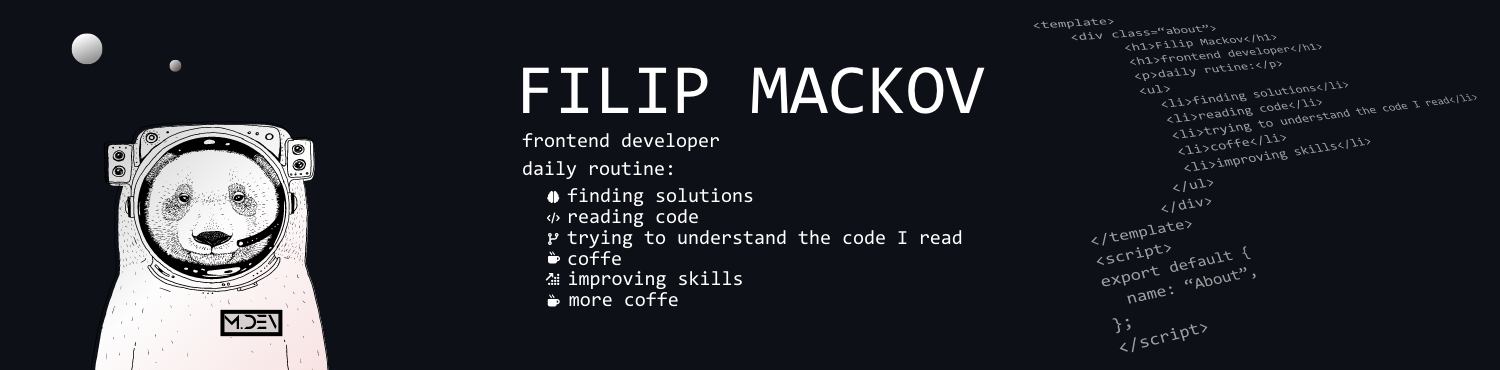 FILIP MACKOV
frontend developer
daily routine:
finding solutions
reading code
trying to understand the code I read
coffe
improving skills
more coffe
M.DEV
<template>
<div class=“about”>
<h1>Filip Mackov</h1>
<h1>frontend developer</h1>
<p>daily rutine:</p>
<ul>
<li>finding solutions</li>
<li>reading code</li>
<li>trying to understand the code I read</li>
<li>coffe</li>
<li>improving skills</li>
</ul>
</div>
</template>
<script>
export default {
name: “About”,
};
</script>